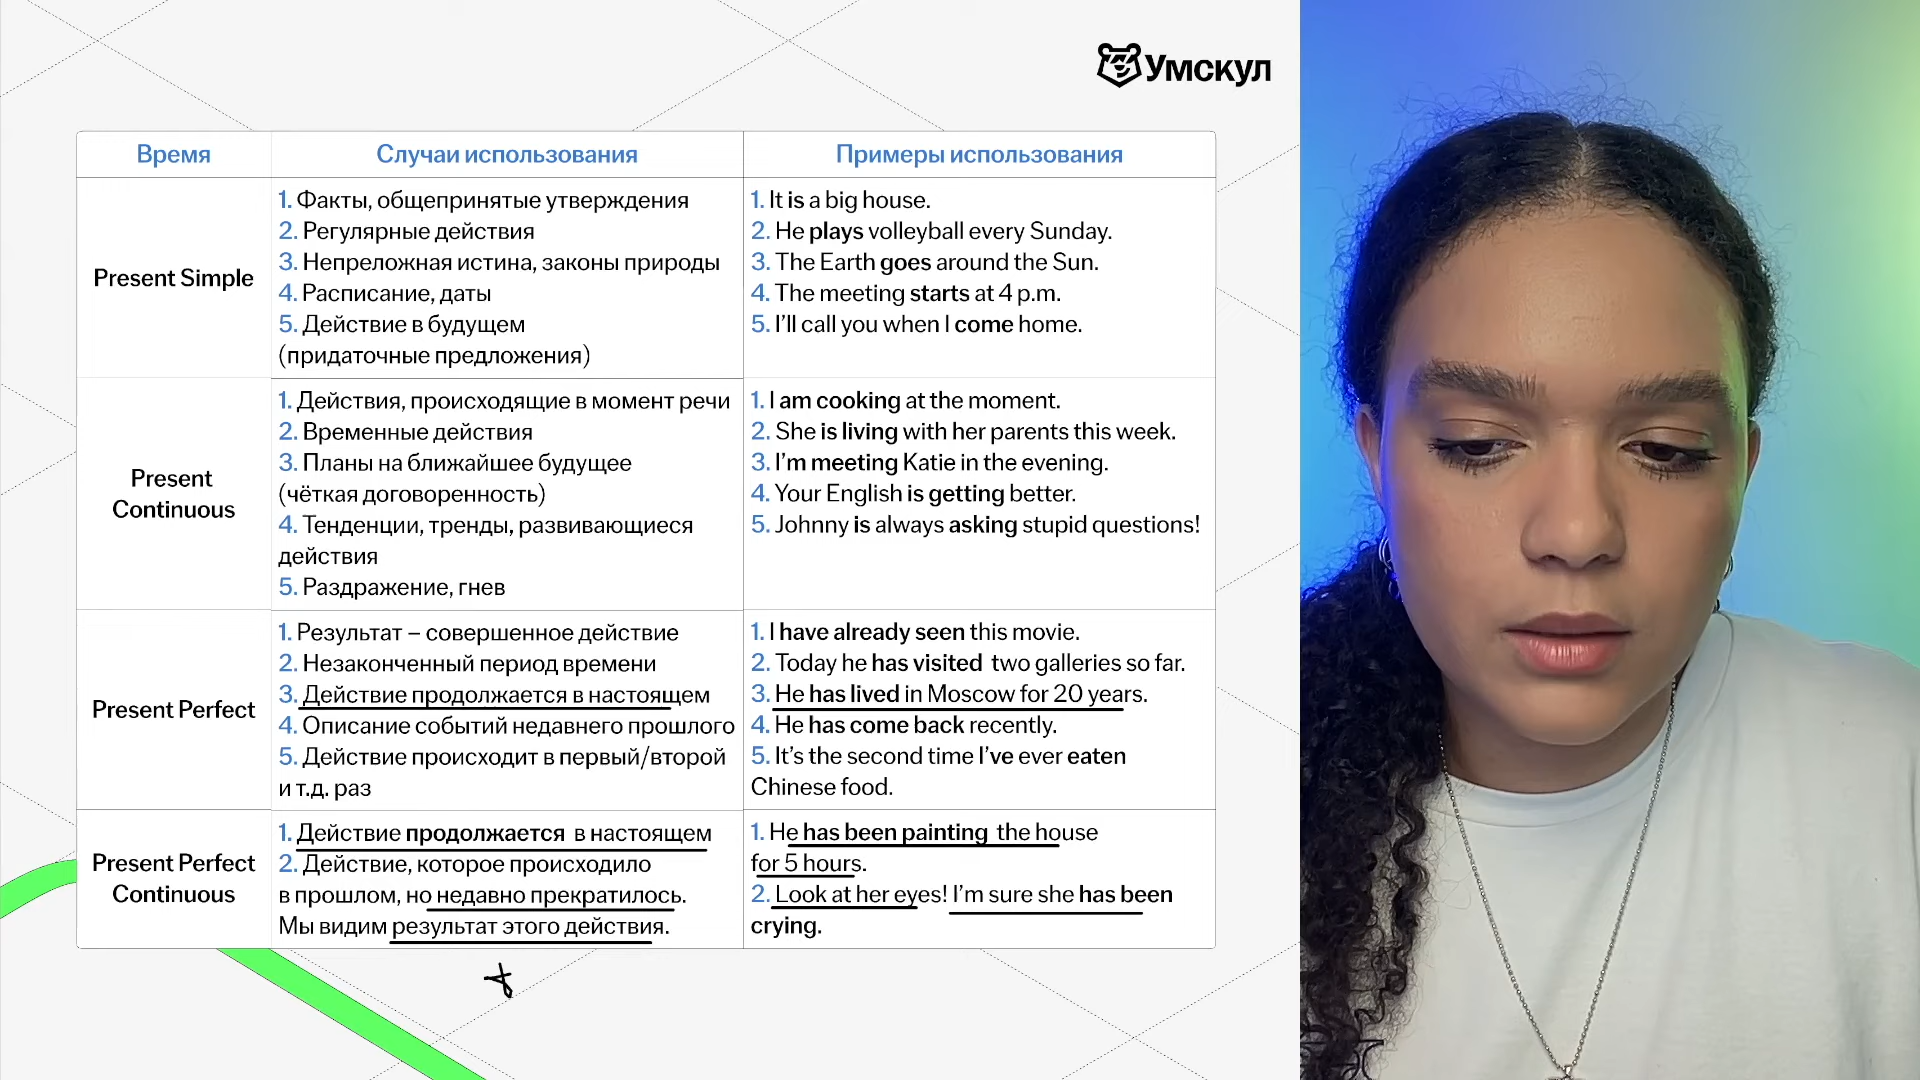 Умскул
Время
Случаи использования
Примеры использования
Present Simple
1. Факты, общепринятые утверждения
2. Регулярные действия
3. Непреложная истина, законы природы
4. Расписание, даты
5. Действие в будущем
(придаточные предложения)
1. It is a big house.
2. He plays volleyball every Sunday.
3. The Earth goes around the Sun.
4. The meeting starts at 4 p.m.
5. I’ll call you when I come home.
Present
Continuous
1. Действия, происходящие в момент речи
2. Временные действия
3. Планы на ближайшее будущее
(чёткая договоренность)
4. Тенденции, тренды, развивающиеся
действия
5. Раздражение, гнев
1. I am cooking at the moment.
2. She is living with her parents this week.
3. I’m meeting Katie in the evening.
4. Your English is getting better.
5. Johnny is always asking stupid questions!
Present Perfect
1. Результат – совершенное действие
2. Незаконченный период времени
3. Действие продолжается в настоящем
4. Описание событий недавнего прошлого
5. Действие происходит в первый/второй
и т.д. раз
1. I have already seen this movie.
2. Today he has visited two galleries so far.
3. He has lived in Moscow for 20 years.
4. He has come back recently.
5. It’s the second time I’ve ever eaten
Chinese food.
Present Perfect
Continuous
1. Действие продолжается в настоящем
2. Действие, которое происходило
в прошлом, но недавно прекратилось.
Мы видим результат этого действия.
1. He has been painting the house
for 5 hours.
2. Look at her eyes! I’m sure she has been
crying.